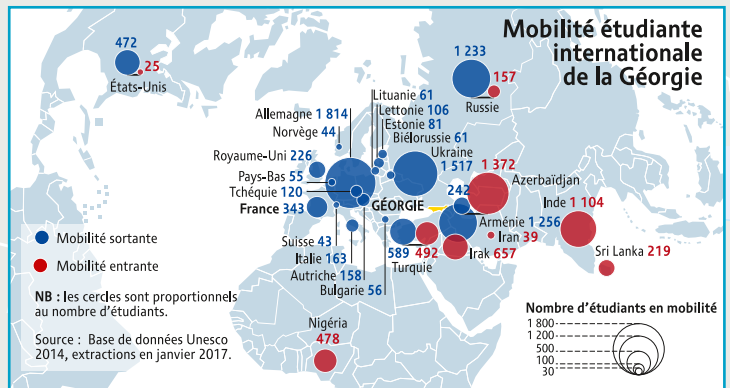 Mobilité étudiante
internationale
de la Géorgie
472
25
États-Unis
1 233
157
Russie
Lituanie 61
Lettonie 106
Estonie 81
Biélorussie 61
Ukraine
1 517
Allemagne 1 814
Norvège 44
Royaume-Uni 226
Pays-Bas 55
Tchéquie 120
France 343
GÉORGIE
242
1 372
Azerbaïdjan
Inde 1 104
Arménie 1 256
Iran 39
Irak 657
Sri Lanka 219
589
492
Turquie
Suisse 43
Italie 163
Autriche 158
Bulgarie 56
Nigéria
478
Mobilité sortante
Mobilité entrante
NB : les cercles sont proportionnels
au nombre d'étudiants.
Source : Base de données Unesco
2014, extractions en janvier 2017.
Nombre d'étudiants en mobilité
1 800
1 200
500
100
30